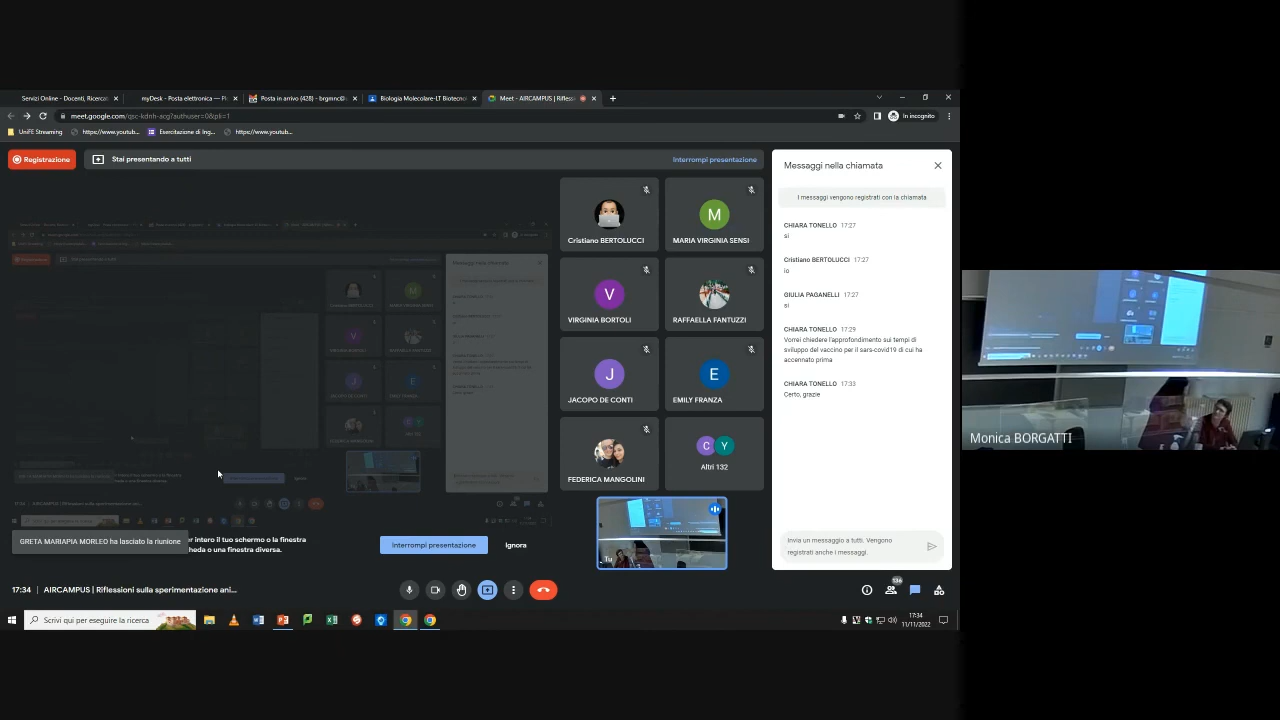 Servizi Online - Docenti, Ricercat
myDesk - Posta elettronica — Pi
Posta in arrivo (428) - brgmnc@u
Biologia Molecolare-LT Biotecno
Meet - AIRCAMPUS | Rifless
meet.google.com/qsc-kdnh-acg?authuser=0&pli=1
In incognito
UniFE Streaming
https://www.youtub...
Esercitazione di Ing...
https://www.youtub...
Registrazione
Stai presentando a tutti
Interrompi presentazione
Cristiano BERTOLUCCI
M
MARIA VIRGINIA SENSI
V
VIRGINIA BORTOLI
RAFFAELLA FANTUZZI
J
JACOPO DE CONTI
E
EMILY FRANZA
FEDERICA MANGOLINI
C Y
Altri 132
Tu
Messaggi nella chiamata
I messaggi vengono registrati con la chiamata
CHIARA TONELLO 17:27
si
Cristiano BERTOLUCCI 17:27
io
GIULIA PAGANELLI 17:27
si
CHIARA TONELLO 17:29
Vorrei chiedere l'approfondimento sui tempi di
sviluppo del vaccino per il sars-covid19 di cui ha
accennato prima
CHIARA TONELLO 17:33
Certo, grazie
Invia un messaggio a tutti. Vengono
registrati anche i messaggi.
GRETA MARIAPIA MORLEO ha lasciato la riunione
r intero il tuo schermo o la finestra
heda o una finestra diversa.
Interrompi presentazione
Ignora
17:34 | AIRCAMPUS | Riflessioni sulla sperimentazione ani...
136
Scrivi qui per eseguire la ricerca
17:34
11/11/2022
Monica BORGATTI